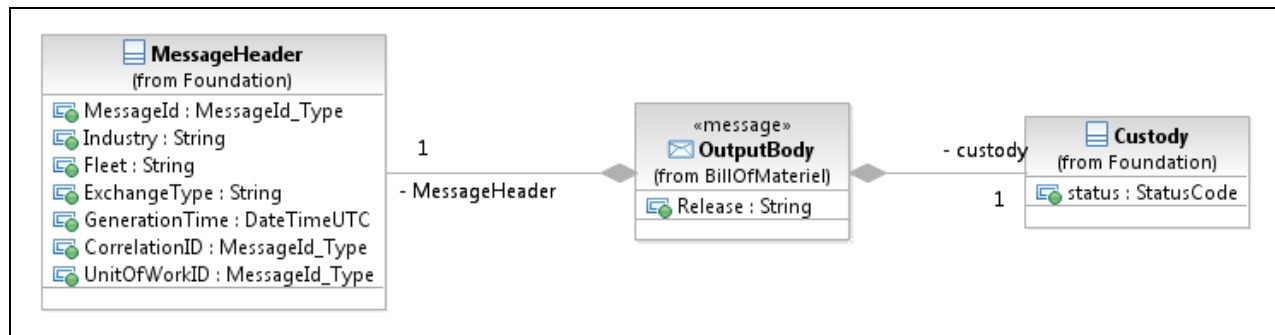 MessageHeader
(from Foundation)
MessageId : MessageId_Type
Industry : String
Fleet : String
ExchangeType : String
GenerationTime : DateTimeUTC
CorrelationID : MessageId_Type
UnitOfWorkID : MessageId_Type
1
- MessageHeader
«message»
OutputBody
(from BillOfMateriel)
Release : String
- custody
1
Custody
(from Foundation)
status : StatusCode